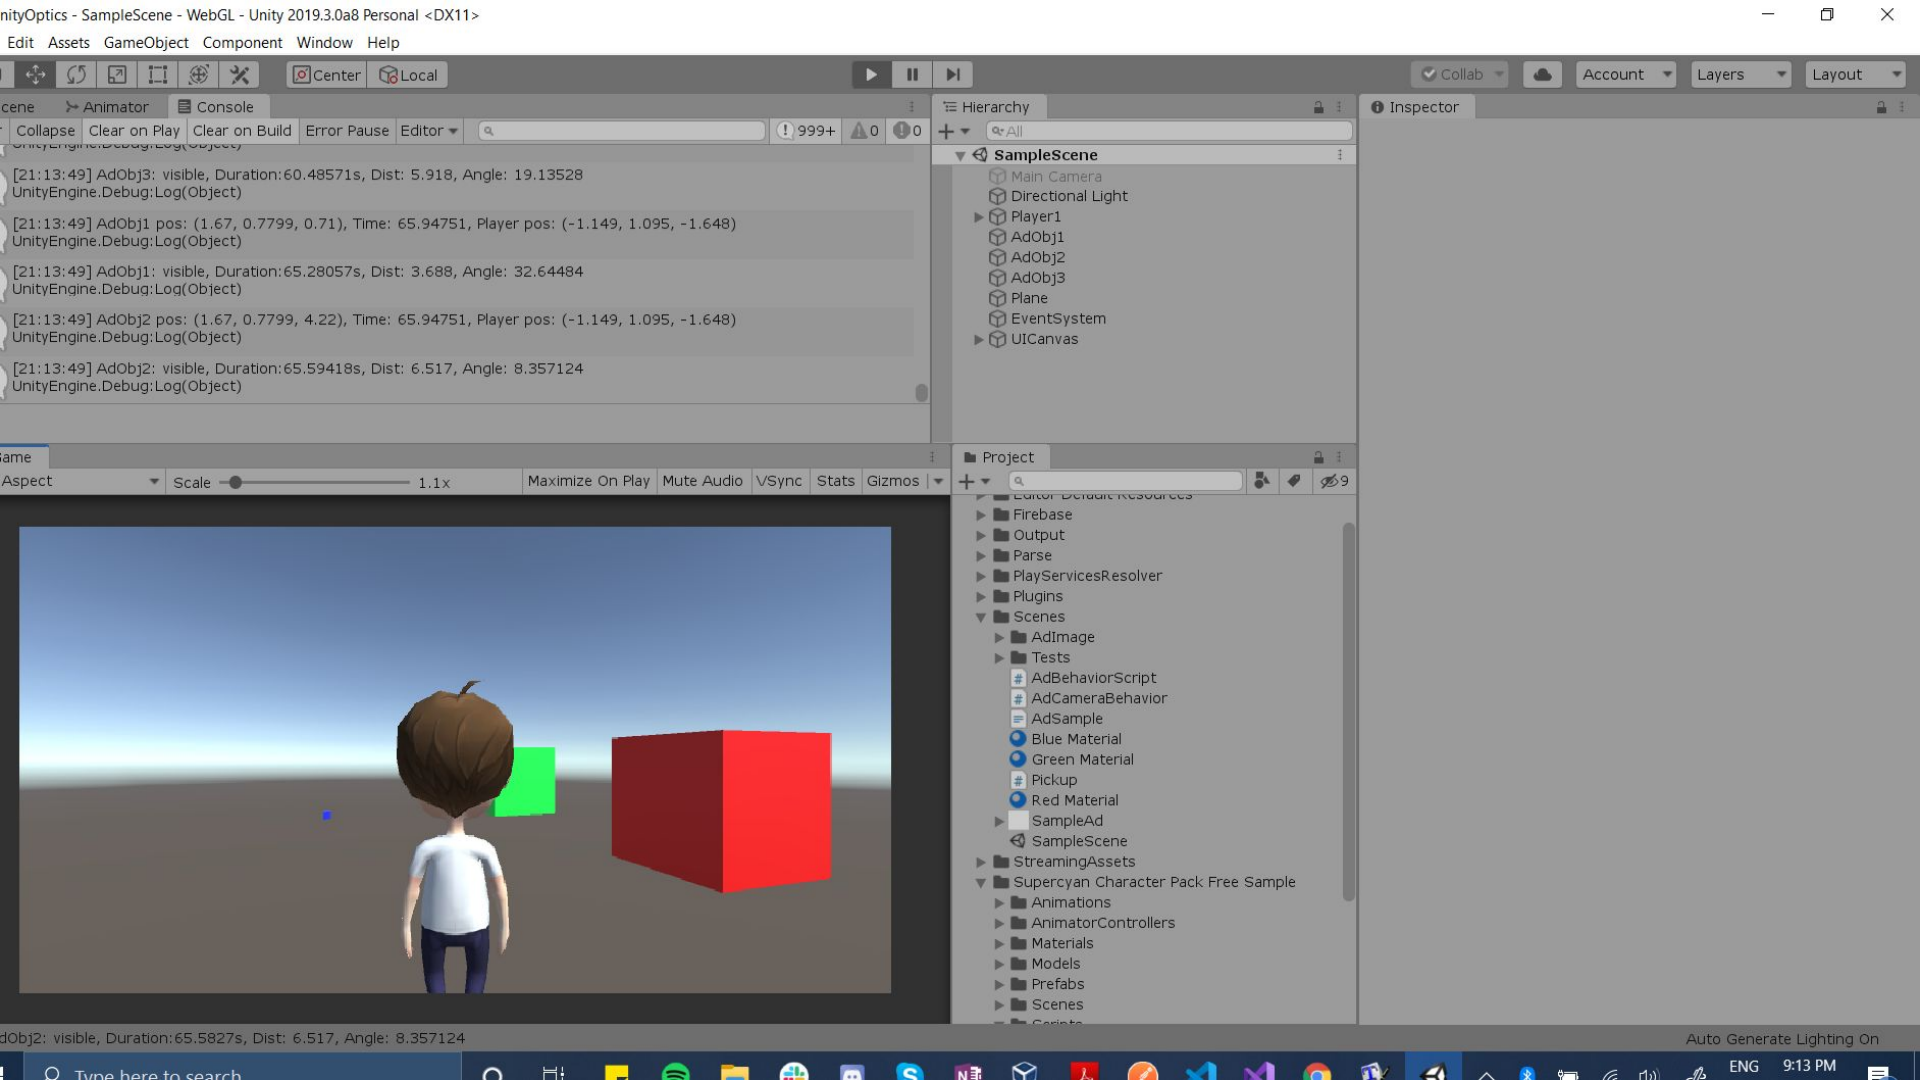 nityOptics - SampleScene - WebGL - Unity 2019.3.0a8 Personal <DX11>
Edit Assets GameObject Component Window Help
Center Local
Collab Account Layers Layout
cene Animator Console
Collapse Clear on Play Clear on Build Error Pause Editor 999+ 0 0
UnityEngine.Debug:Log(Object)
[21:13:49] AdObj3: visible, Duration:60.48571s, Dist: 5.918, Angle: 19.13528
UnityEngine.Debug:Log(Object)
[21:13:49] AdObj1 pos: (1.67, 0.7799, 0.71), Time: 65.94751, Player pos: (-1.149, 1.095, -1.648)
UnityEngine.Debug:Log(Object)
[21:13:49] AdObj1: visible, Duration:65.28057s, Dist: 3.688, Angle: 32.64484
UnityEngine.Debug:Log(Object)
[21:13:49] AdObj2 pos: (1.67, 0.7799, 4.22), Time: 65.94751, Player pos: (-1.149, 1.095, -1.648)
UnityEngine.Debug:Log(Object)
[21:13:49] AdObj2: visible, Duration:65.59418s, Dist: 6.517, Angle: 8.357124
UnityEngine.Debug:Log(Object)
Hierarchy
All
SampleScene
Main Camera
Directional Light
Player1
AdObj1
AdObj2
AdObj3
Plane
EventSystem
UICanvas
Inspector
Game
Aspect Scale 1.1x Maximize On Play Mute Audio VSync Stats Gizmos
Project
9
Editor Default Resources
Firebase
Output
Parse
PlayServicesResolver
Plugins
Scenes
AdImage
Tests
AdBehaviorScript
AdCameraBehavior
AdSample
Blue Material
Green Material
Pickup
Red Material
SampleAd
SampleScene
StreamingAssets
Supercyan Character Pack Free Sample
Animations
AnimatorControllers
Materials
Models
Prefabs
Scenes
Scripts
dObj2: visible, Duration:65.5827s, Dist: 6.517, Angle: 8.357124
Auto Generate Lighting On
Type here to search
ENG 9:13 PM